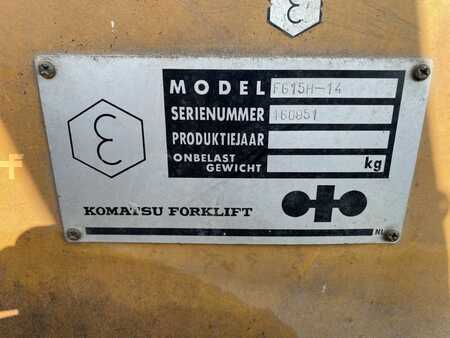 MODEL FG15H-14
SERIENUMMER 160851
PRODUKTIEJAAR
ONBELAST
GEWICHT kg
KOMATSU FORKLIFT